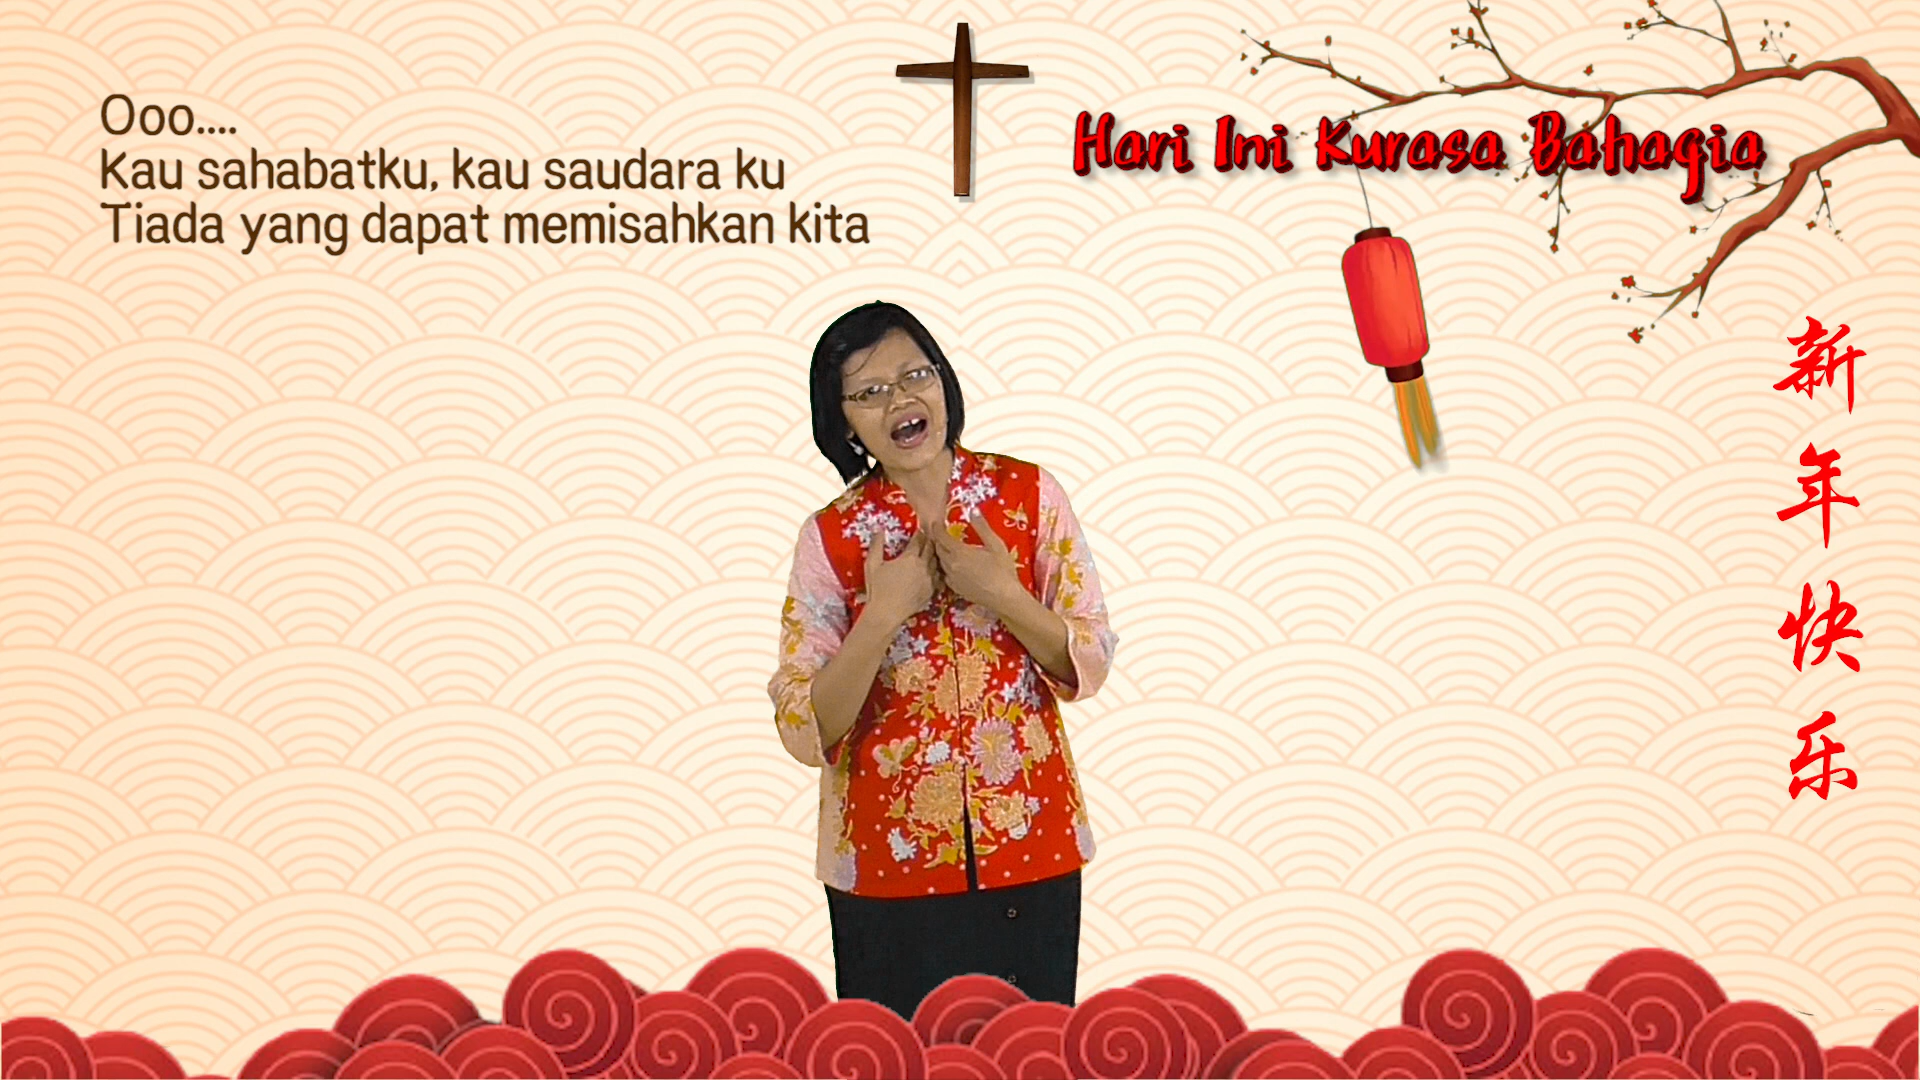 Ooo....
Kau sahabatku, kau saudara ku
Tiada yang dapat memisahkan kita
Hari Ini Kurasa Bahagia
新年快乐